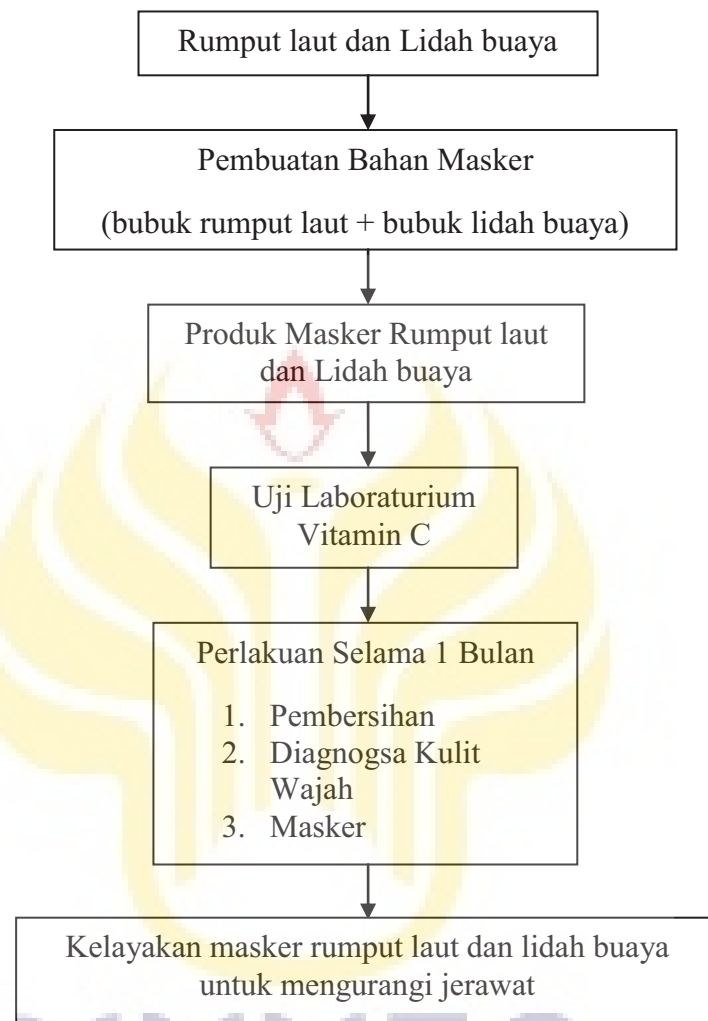 Rumput laut dan Lidah buaya
Pembuatan Bahan Masker
(bubuk rumput laut + bubuk lidah buaya)
Produk Masker Rumput laut
dan Lidah buaya
Uji Laboraturium
Vitamin C
Perlakuan Selama 1 Bulan
1. Pembersihan
2. Diagnogsa Kulit
Wajah
3. Masker
Kelayakan masker rumput laut dan lidah buaya
untuk mengurangi jerawat